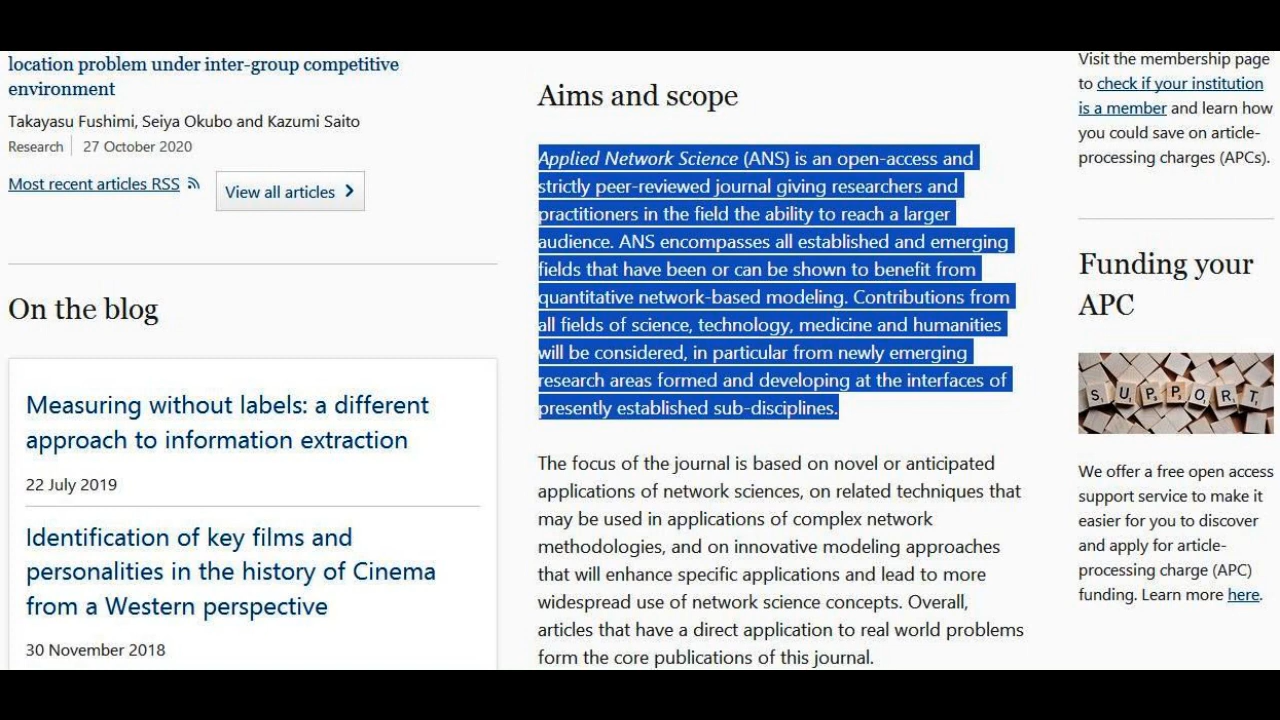 location problem under inter-group competitive
environment
Takayasu Fushimi, Seiya Okubo and Kazumi Saito
Research 27 October 2020
Most recent articles RSS
View all articles
On the blog
Measuring without labels: a different
approach to information extraction
22 July 2019
Identification of key films and
personalities in the history of Cinema
from a Western perspective
30 November 2018
Aims and scope
Applied Network Science (ANS) is an open-access and
strictly peer-reviewed journal giving researchers and
practitioners in the field the ability to reach a larger
audience. ANS encompasses all established and emerging
fields that have been or can be shown to benefit from
quantitative network-based modeling. Contributions from
all fields of science, technology, medicine and humanities
will be considered, in particular from newly emerging
research areas formed and developing at the interfaces of
presently established sub-disciplines.
The focus of the journal is based on novel or anticipated
applications of network sciences, on related techniques that
may be used in applications of complex network
methodologies, and on innovative modeling approaches
that will enhance specific applications and lead to more
widespread use of network science concepts. Overall,
articles that have a direct application to real world problems
form the core publications of this journal.
Visit the membership page
to check if your institution
is a member and learn how
you could save on article-
processing charges (APCs).
Funding your
APC
SUPPORT
We offer a free open access
support service to make it
easier for you to discover
and apply for article-
processing charge (APC)
funding. Learn more here.